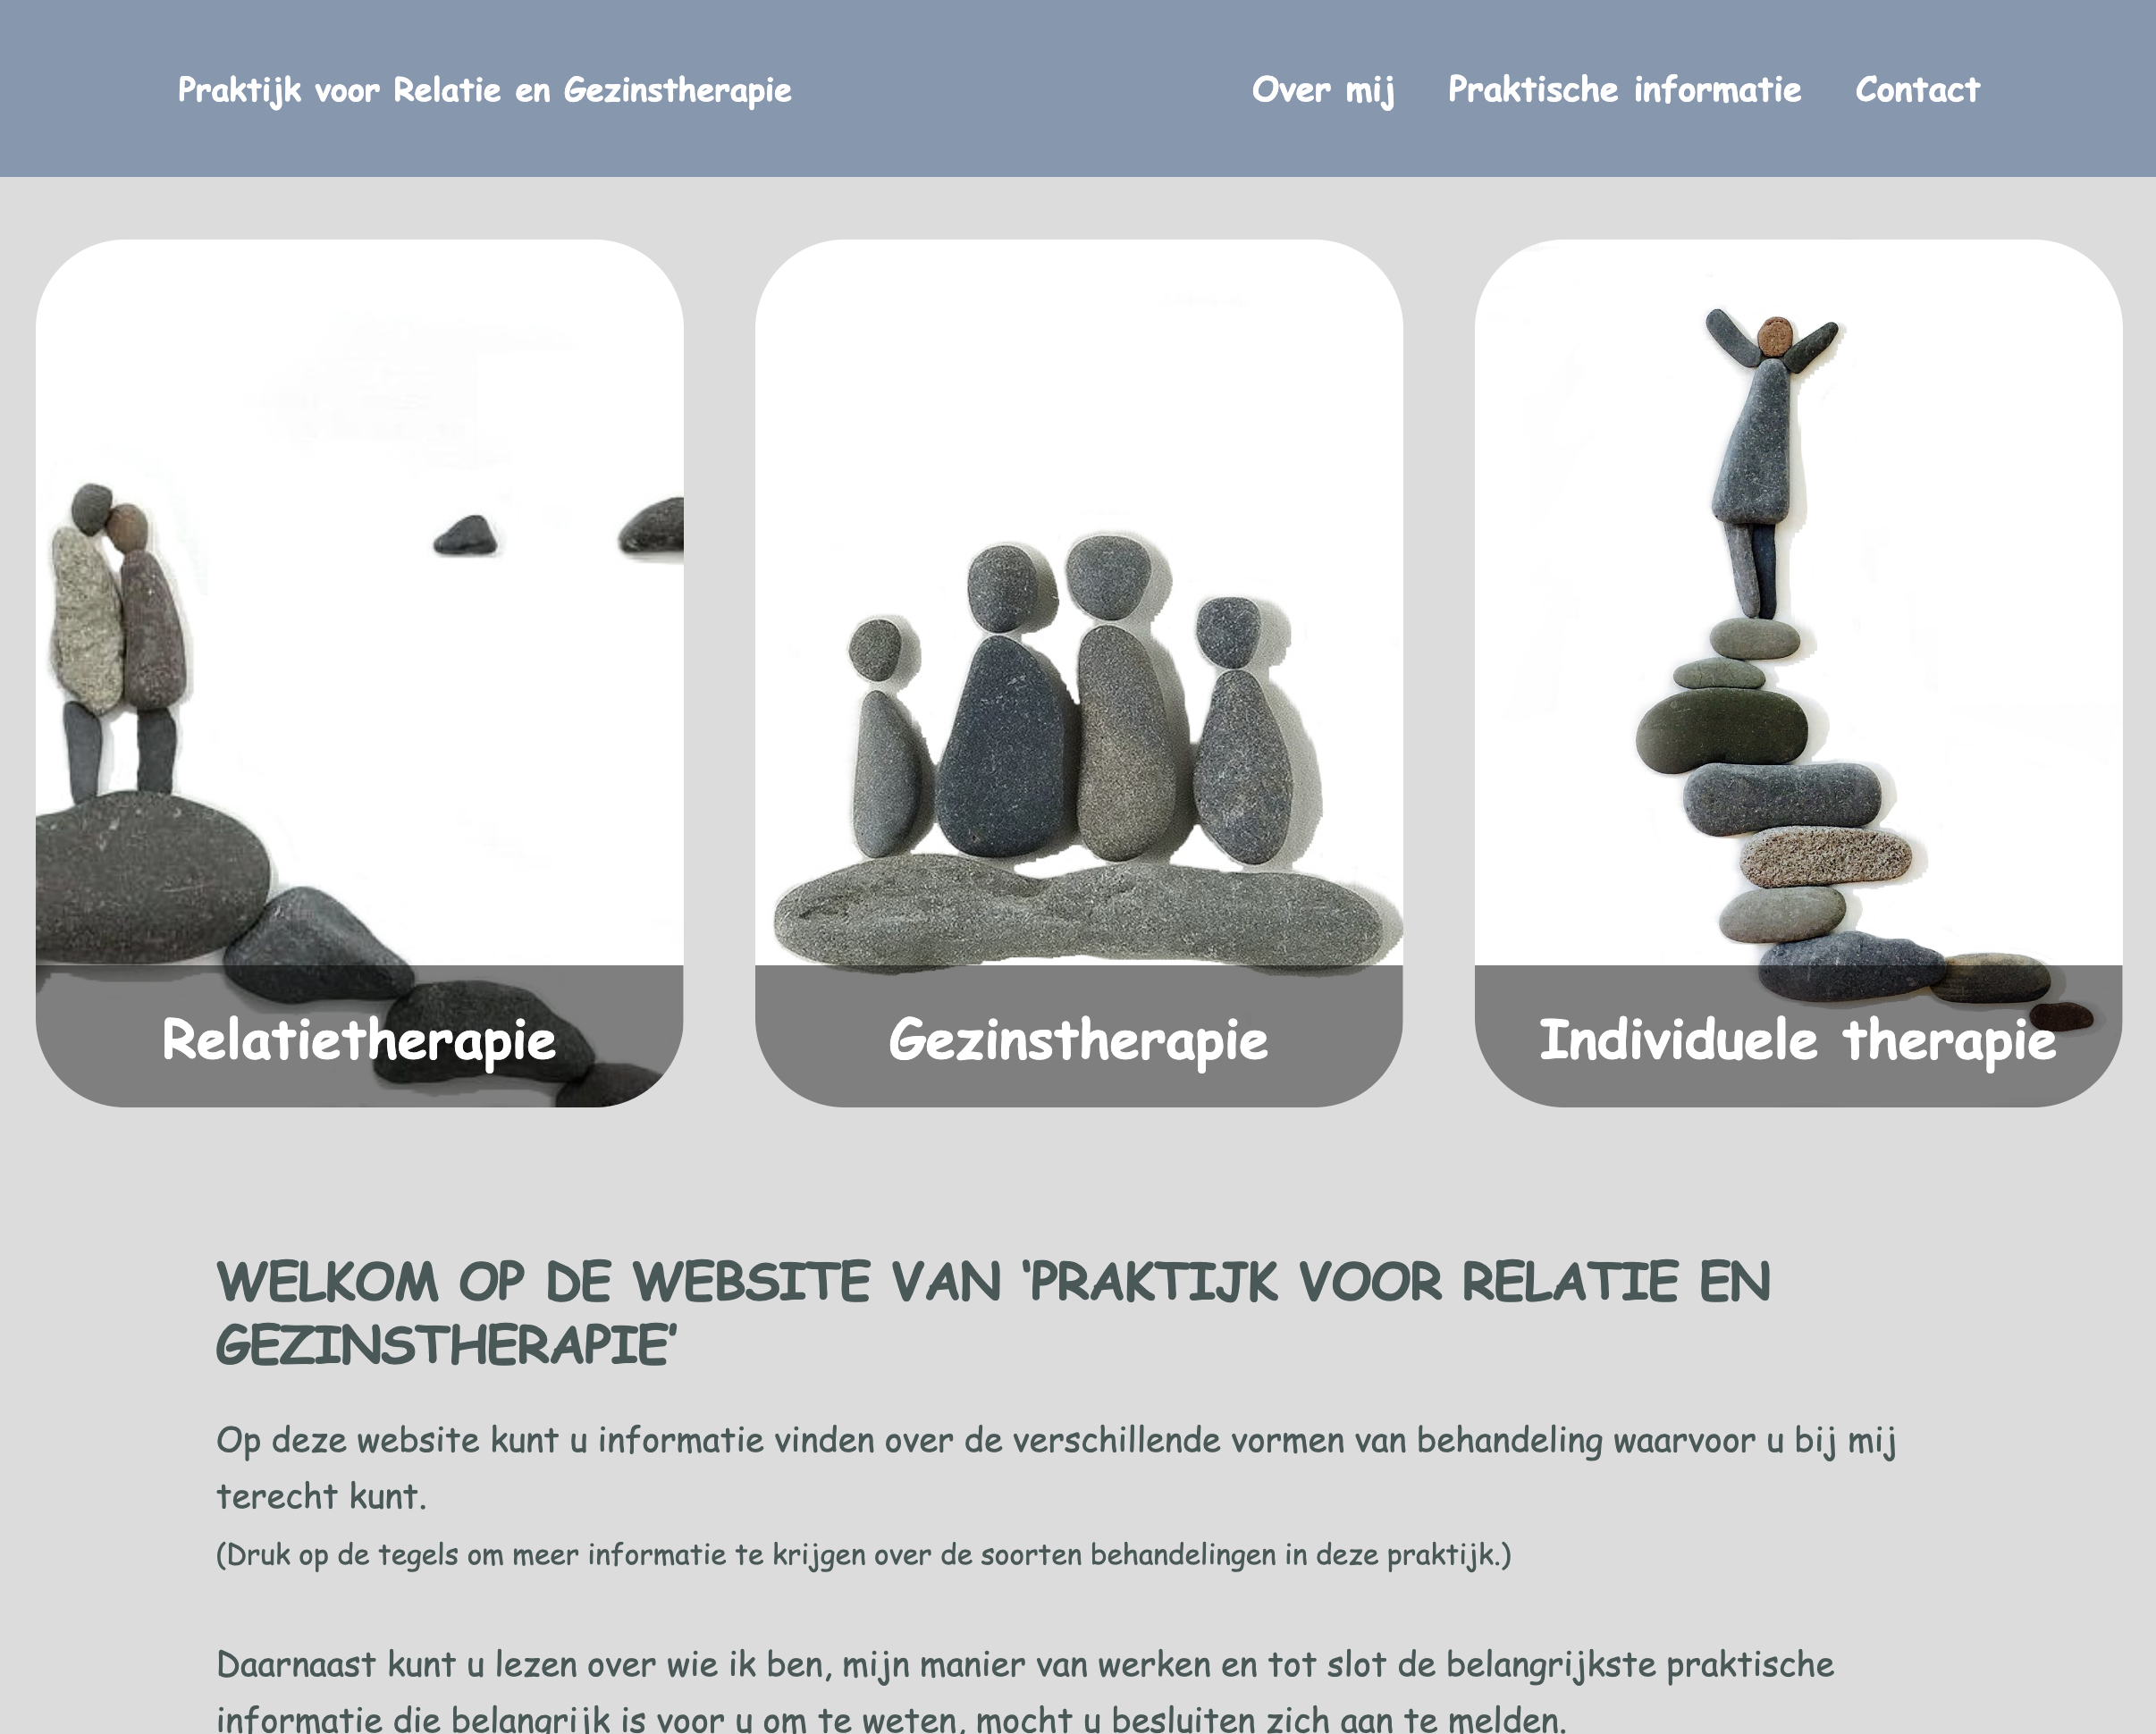 Praktijk voor Relatie en Gezinstherapie
Over mij
Praktische informatie
Contact
Relatietherapie
Gezinstherapie
Individuele therapie
WELKOM OP DE WEBSITE VAN ‘PRAKTIJK VOOR RELATIE EN
GEZINSTHERAPIE’
Op deze website kunt u informatie vinden over de verschillende vormen van behandeling waarvoor u bij mij
terecht kunt.
(Druk op de tegels om meer informatie te krijgen over de soorten behandelingen in deze praktijk.)
Daarnaast kunt u lezen over wie ik ben, mijn manier van werken en tot slot de belangrijkste praktische
informatie die belangrijk is voor u om te weten, mocht u besluiten zich aan te melden.